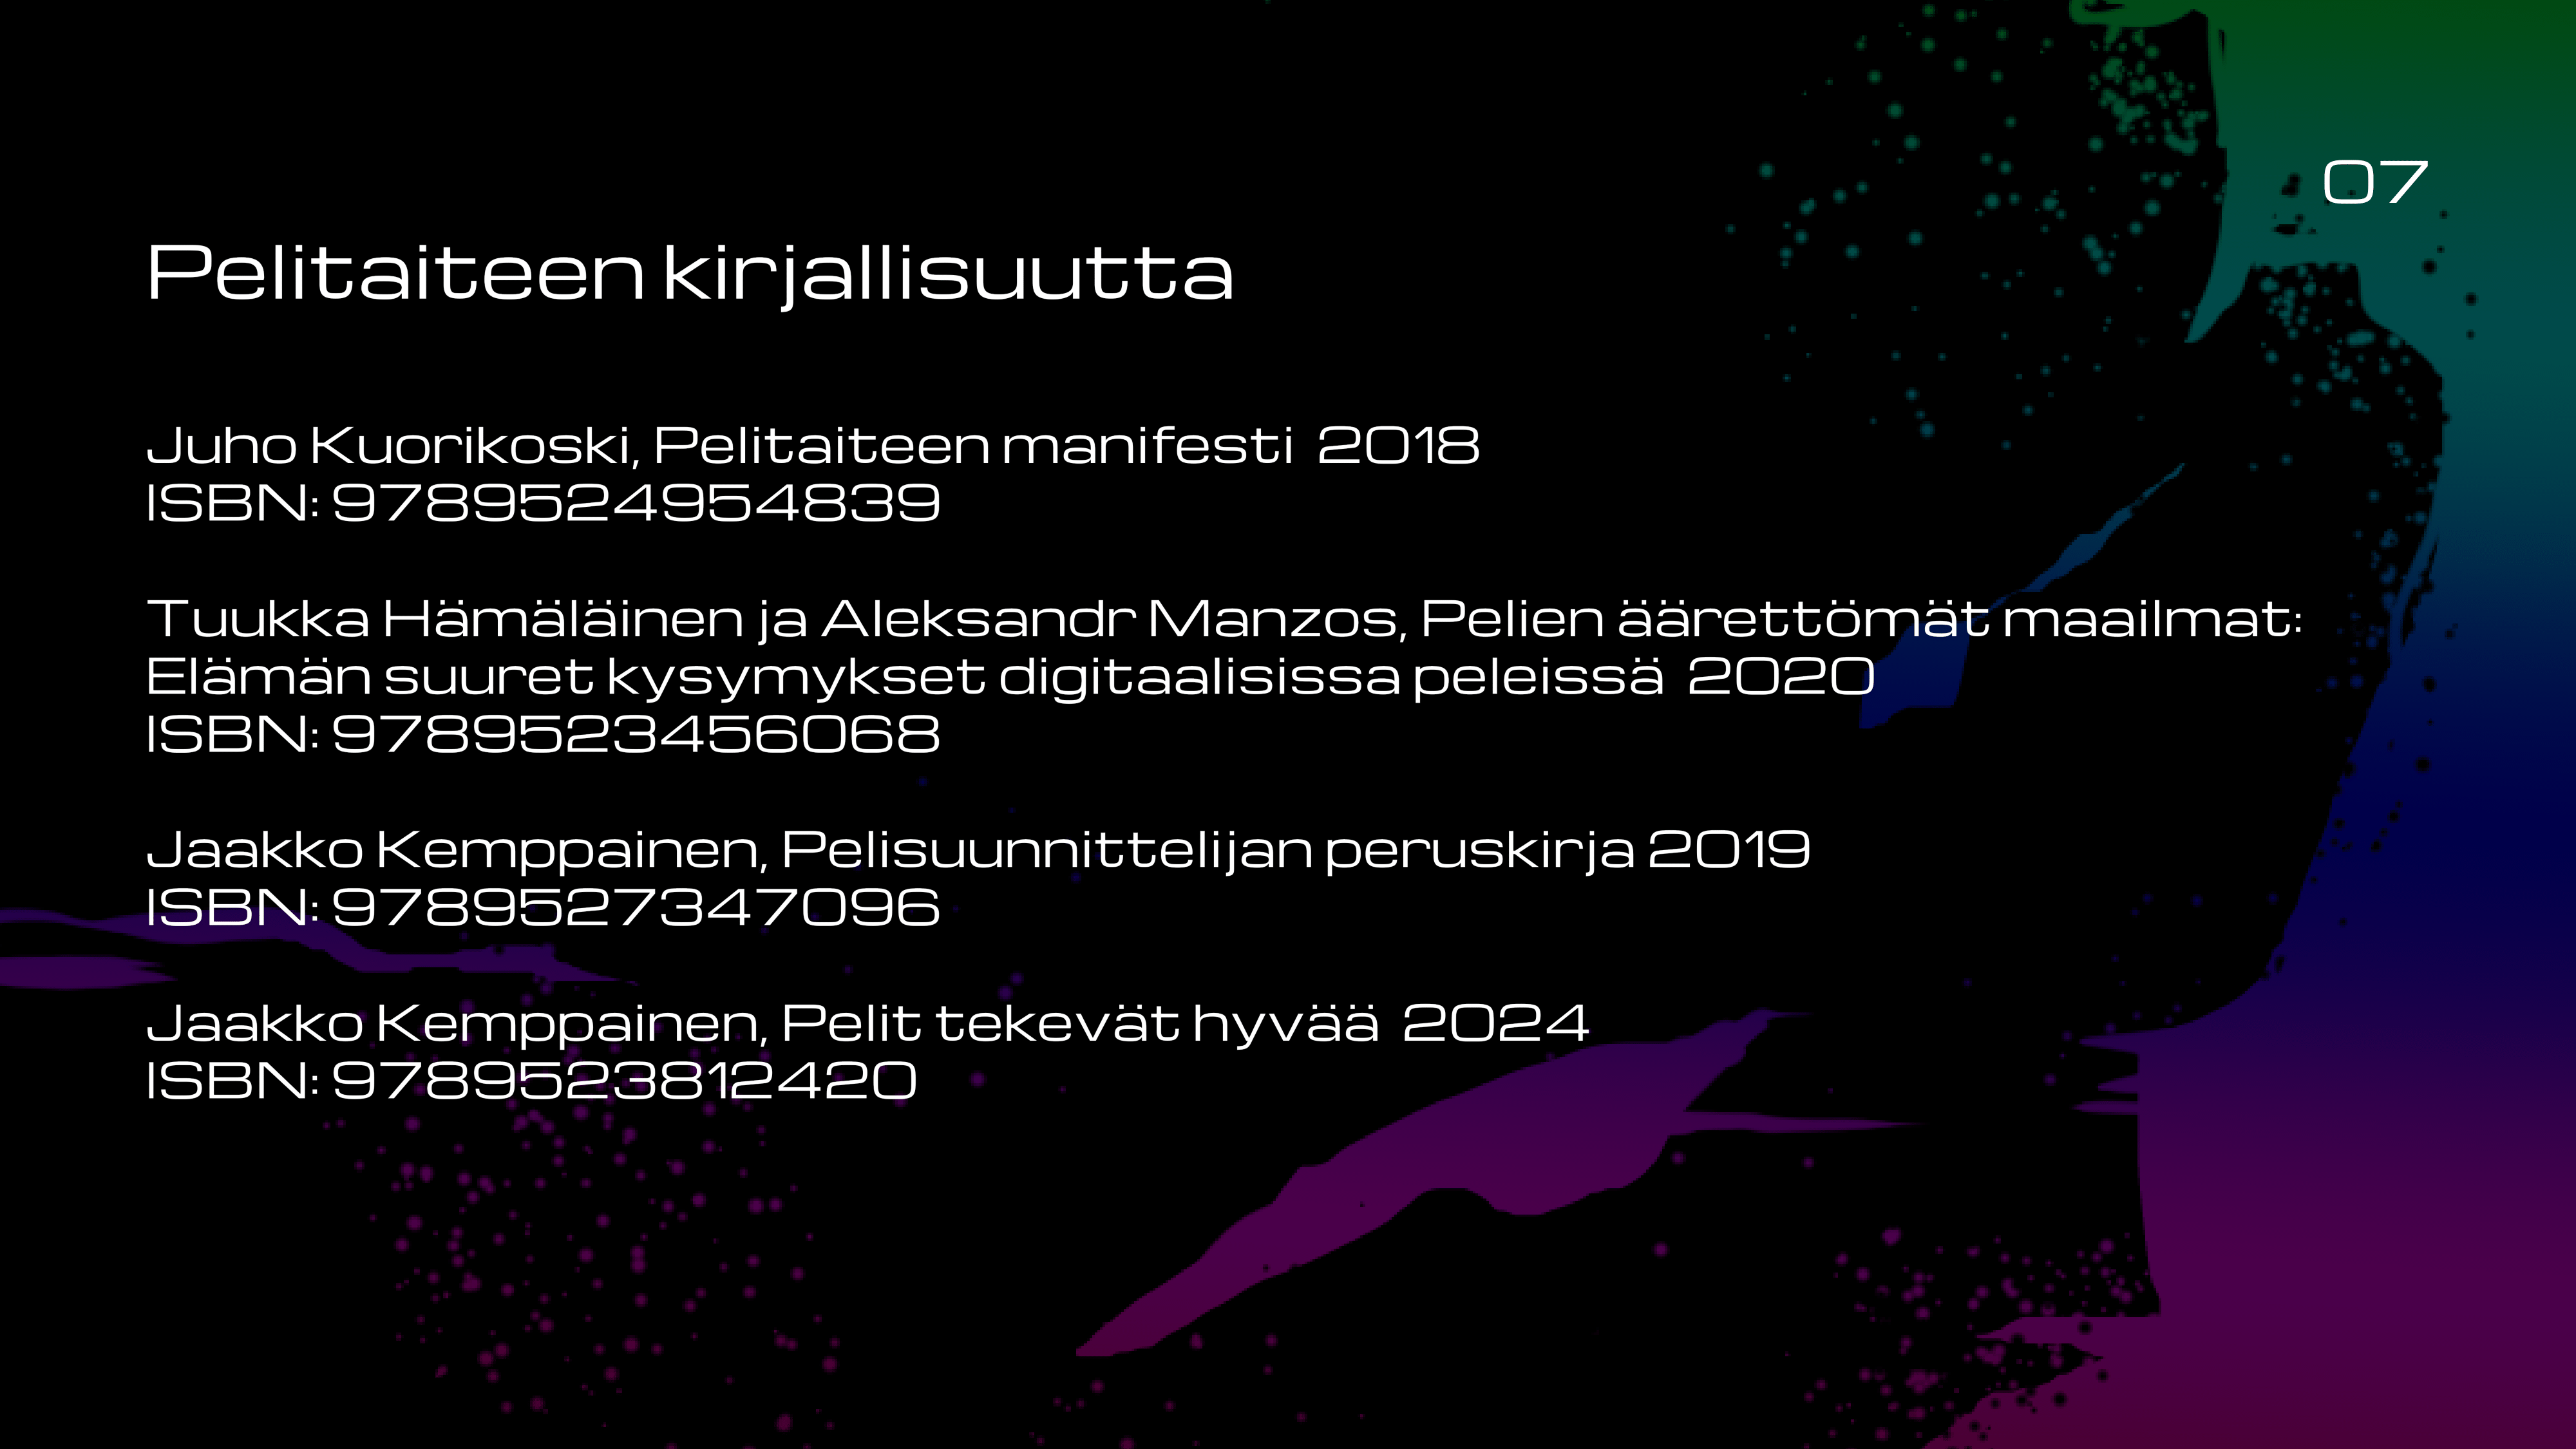 07
Pelitaiteen kirjallisuutta
Juho Kuorikoski, Pelitaiteen manifesti 2018
ISBN: 9789524954839
Tuukka Hämäläinen ja Aleksandr Manzos, Pelien äärettömät maailmat:
Elämän suuret kysymykset digitaalisissa peleissä 2020
ISBN: 9789523456068
Jaakko Kemppainen, Pelisuunnittelijan peruskirja 2019
ISBN: 9789527347096
Jaakko Kemppainen, Pelit tekevät hyvää 2024
ISBN: 9789523812420